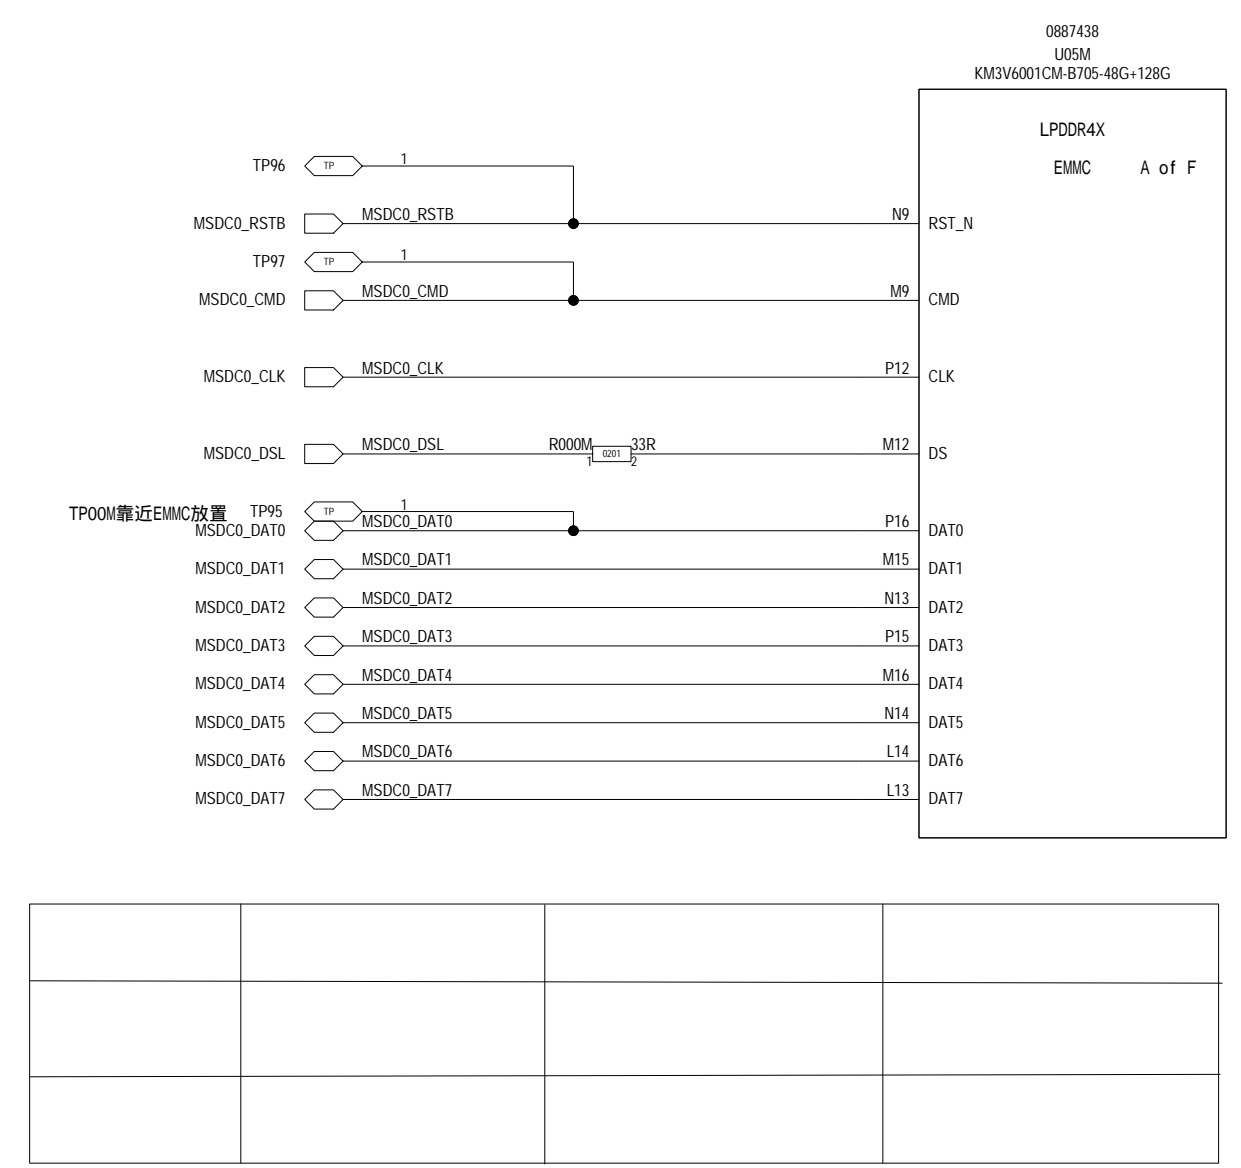 0887438
U05M
KM3V6001CM-B705-48G+128G
LPDDR4X
EMMC A of F
TP96 TP 1
MSDC0_RSTB MSDC0_RSTB N9 RST_N
TP97 TP 1
MSDC0_CMD MSDC0_CMD M9 CMD
MSDC0_CLK MSDC0_CLK P12 CLK
MSDC0_DSL MSDC0_DSL R000M 33R M12 DS
1 0201 2
TP00M靠近EMMC放置 TP95 TP 1
MSDC0_DAT0 MSDC0_DAT0 P16 DAT0
MSDC0_DAT1 MSDC0_DAT1 M15 DAT1
MSDC0_DAT2 MSDC0_DAT2 N13 DAT2
MSDC0_DAT3 MSDC0_DAT3 P15 DAT3
MSDC0_DAT4 MSDC0_DAT4 M16 DAT4
MSDC0_DAT5 MSDC0_DAT5 N14 DAT5
MSDC0_DAT6 MSDC0_DAT6 L14 DAT6
MSDC0_DAT7 MSDC0_DAT7 L13 DAT7